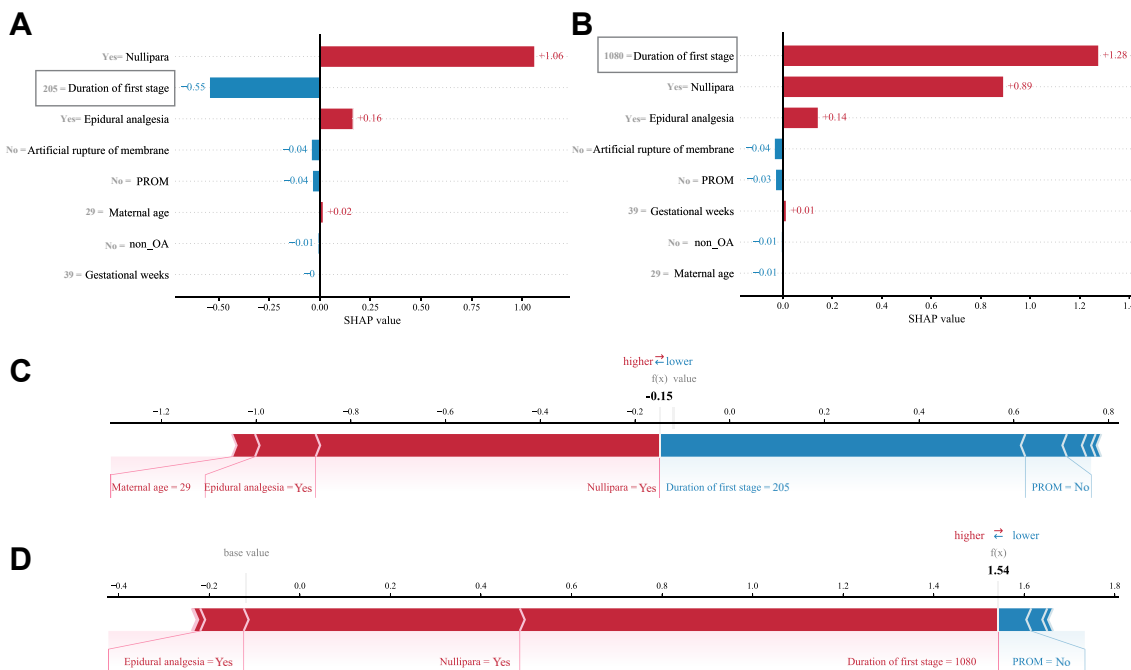 A
Yes= Nullipara
+1.06
205 = Duration of first stage
−0.55
Yes= Epidural analgesia
+0.16
No = Artificial rupture of membrane
−0.04
No = PROM
−0.04
29 = Maternal age
+0.02
No = non_OA
−0.01
39 = Gestational weeks
−0
−0.50 −0.25 0.00 0.25 0.50 0.75 1.00
SHAP value
B
1080 = Duration of first stage
+1.28
Yes= Nullipara
+0.89
Yes= Epidural analgesia
+0.14
No= Artificial rupture of membrane
−0.04
No = PROM
−0.03
39 = Gestational weeks
+0.01
No = non_OA
−0.01
29 = Maternal age
−0.01
0.0 0.2 0.4 0.6 0.8 1.0 1.2 1.4
SHAP value
C
higher ⇄ lower
f(x) value
-0.15
−1.2 −1.0 −0.8 −0.6 −0.4 −0.2 0.0 0.2 0.4 0.6 0.8
Maternal age = 29 Epidural analgesia = Yes Nullipara = Yes Duration of first stage = 205 PROM = No
D
higher ⇄ lower
base value f(x)
1.54
−0.4 −0.2 0.0 0.2 0.4 0.6 0.8 1.0 1.2 1.4 1.6 1.8
Epidural analgesia = Yes Nullipara = Yes Duration of first stage = 1080 PROM = No